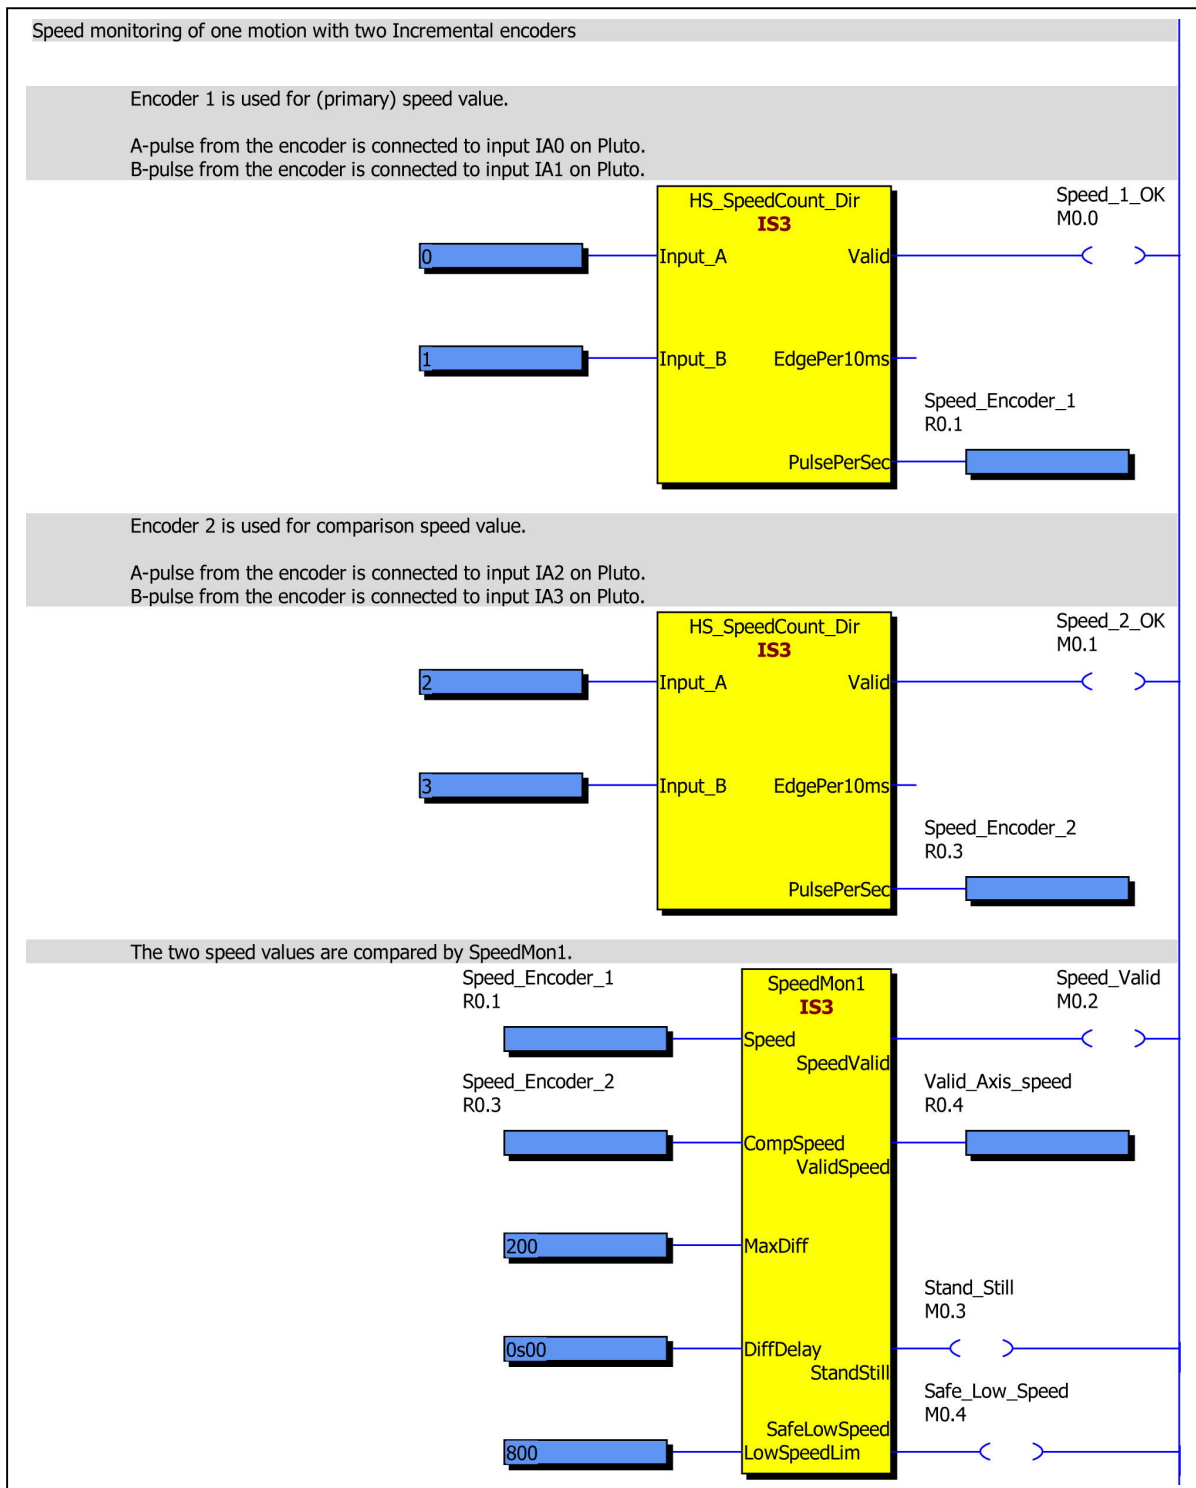 Speed monitoring of one motion with two Incremental encoders
Encoder 1 is used for (primary) speed value.
A-pulse from the encoder is connected to input IA0 on Pluto.
B-pulse from the encoder is connected to input IA1 on Pluto.
HS_SpeedCount_Dir
IS3
Speed_1_OK
M0.0
0
Input_A
Valid
1
Input_B
EdgePer10ms
Speed_Encoder_1
R0.1
PulsePerSec
Encoder 2 is used for comparison speed value.
A-pulse from the encoder is connected to input IA2 on Pluto.
B-pulse from the encoder is connected to input IA3 on Pluto.
HS_SpeedCount_Dir
IS3
Speed_2_OK
M0.1
2
Input_A
Valid
3
Input_B
EdgePer10ms
Speed_Encoder_2
R0.3
PulsePerSec
The two speed values are compared by SpeedMon1.
Speed_Encoder_1
R0.1
SpeedMon1
IS3
Speed_Valid
M0.2
Speed
SpeedValid
Speed_Encoder_2
R0.3
Valid_Axis_speed
R0.4
CompSpeed
ValidSpeed
200
MaxDiff
Stand_Still
M0.3
0s00
DiffDelay
StandStill
Safe_Low_Speed
M0.4
SafeLowSpeed
800
LowSpeedLim